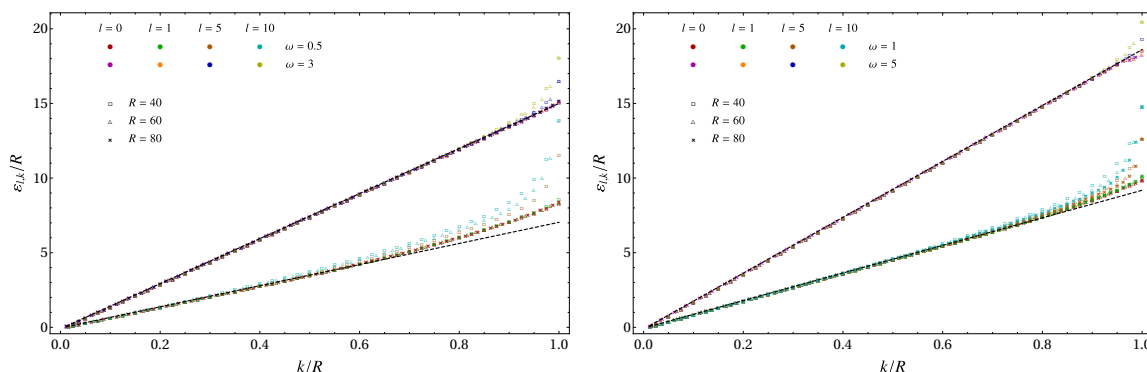 l = 0 l = 1 l = 5 l = 10
ω = 0.5
ω = 3
R = 40
R = 60
R = 80
20
15
10
5
0
0.0 0.2 0.4 0.6 0.8 1.0
k/R
ε_{l,k}/R
l = 0 l = 1 l = 5 l = 10
ω = 1
ω = 5
R = 40
R = 60
R = 80
20
15
10
5
0
0.0 0.2 0.4 0.6 0.8 1.0
k/R
ε_{l,k}/R